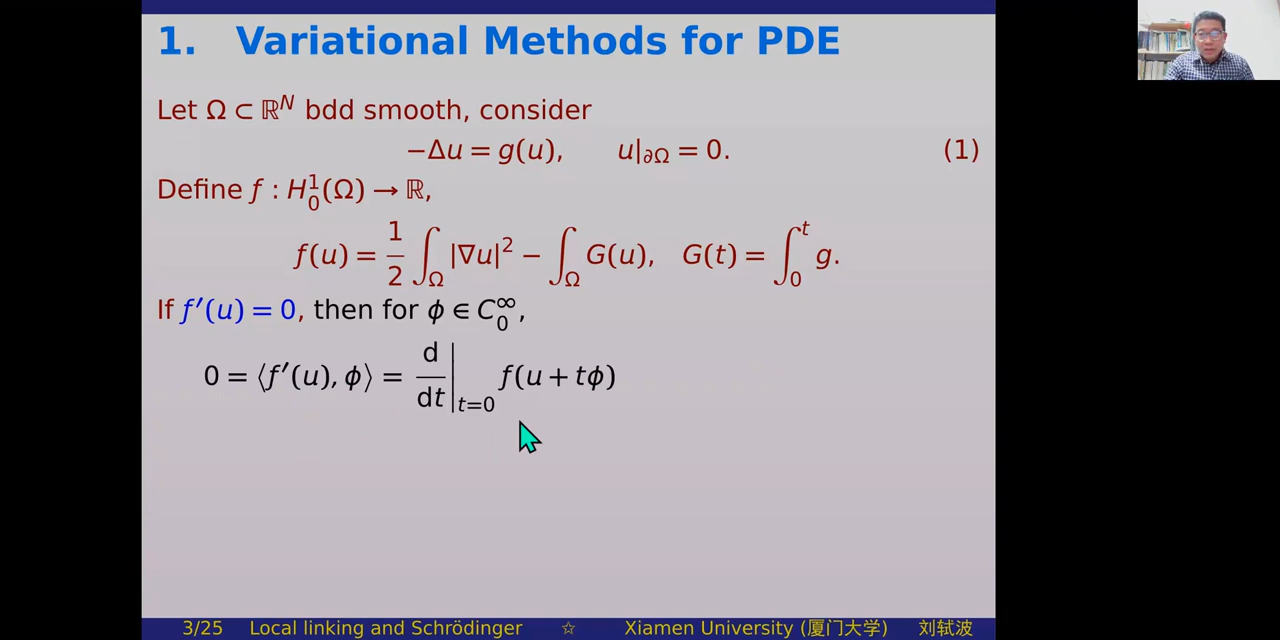 1. Variational Methods for PDE
Let Ω ⊂ ℝᴺ bdd smooth, consider
−Δu = g(u), u|∂Ω = 0. (1)
Define f : H₀¹(Ω) → ℝ,
f(u) = 1/2 ∫_Ω |∇u|² − ∫_Ω G(u), G(t) = ∫₀ᵗ g.
If f′(u) = 0, then for ϕ ∈ C₀^∞,
0 = ⟨f′(u), ϕ⟩ = d/dt|_{t=0} f(u + tϕ)
3/25 Local linking and Schrödinger ☆ Xiamen University (厦门大学) 刘轼波